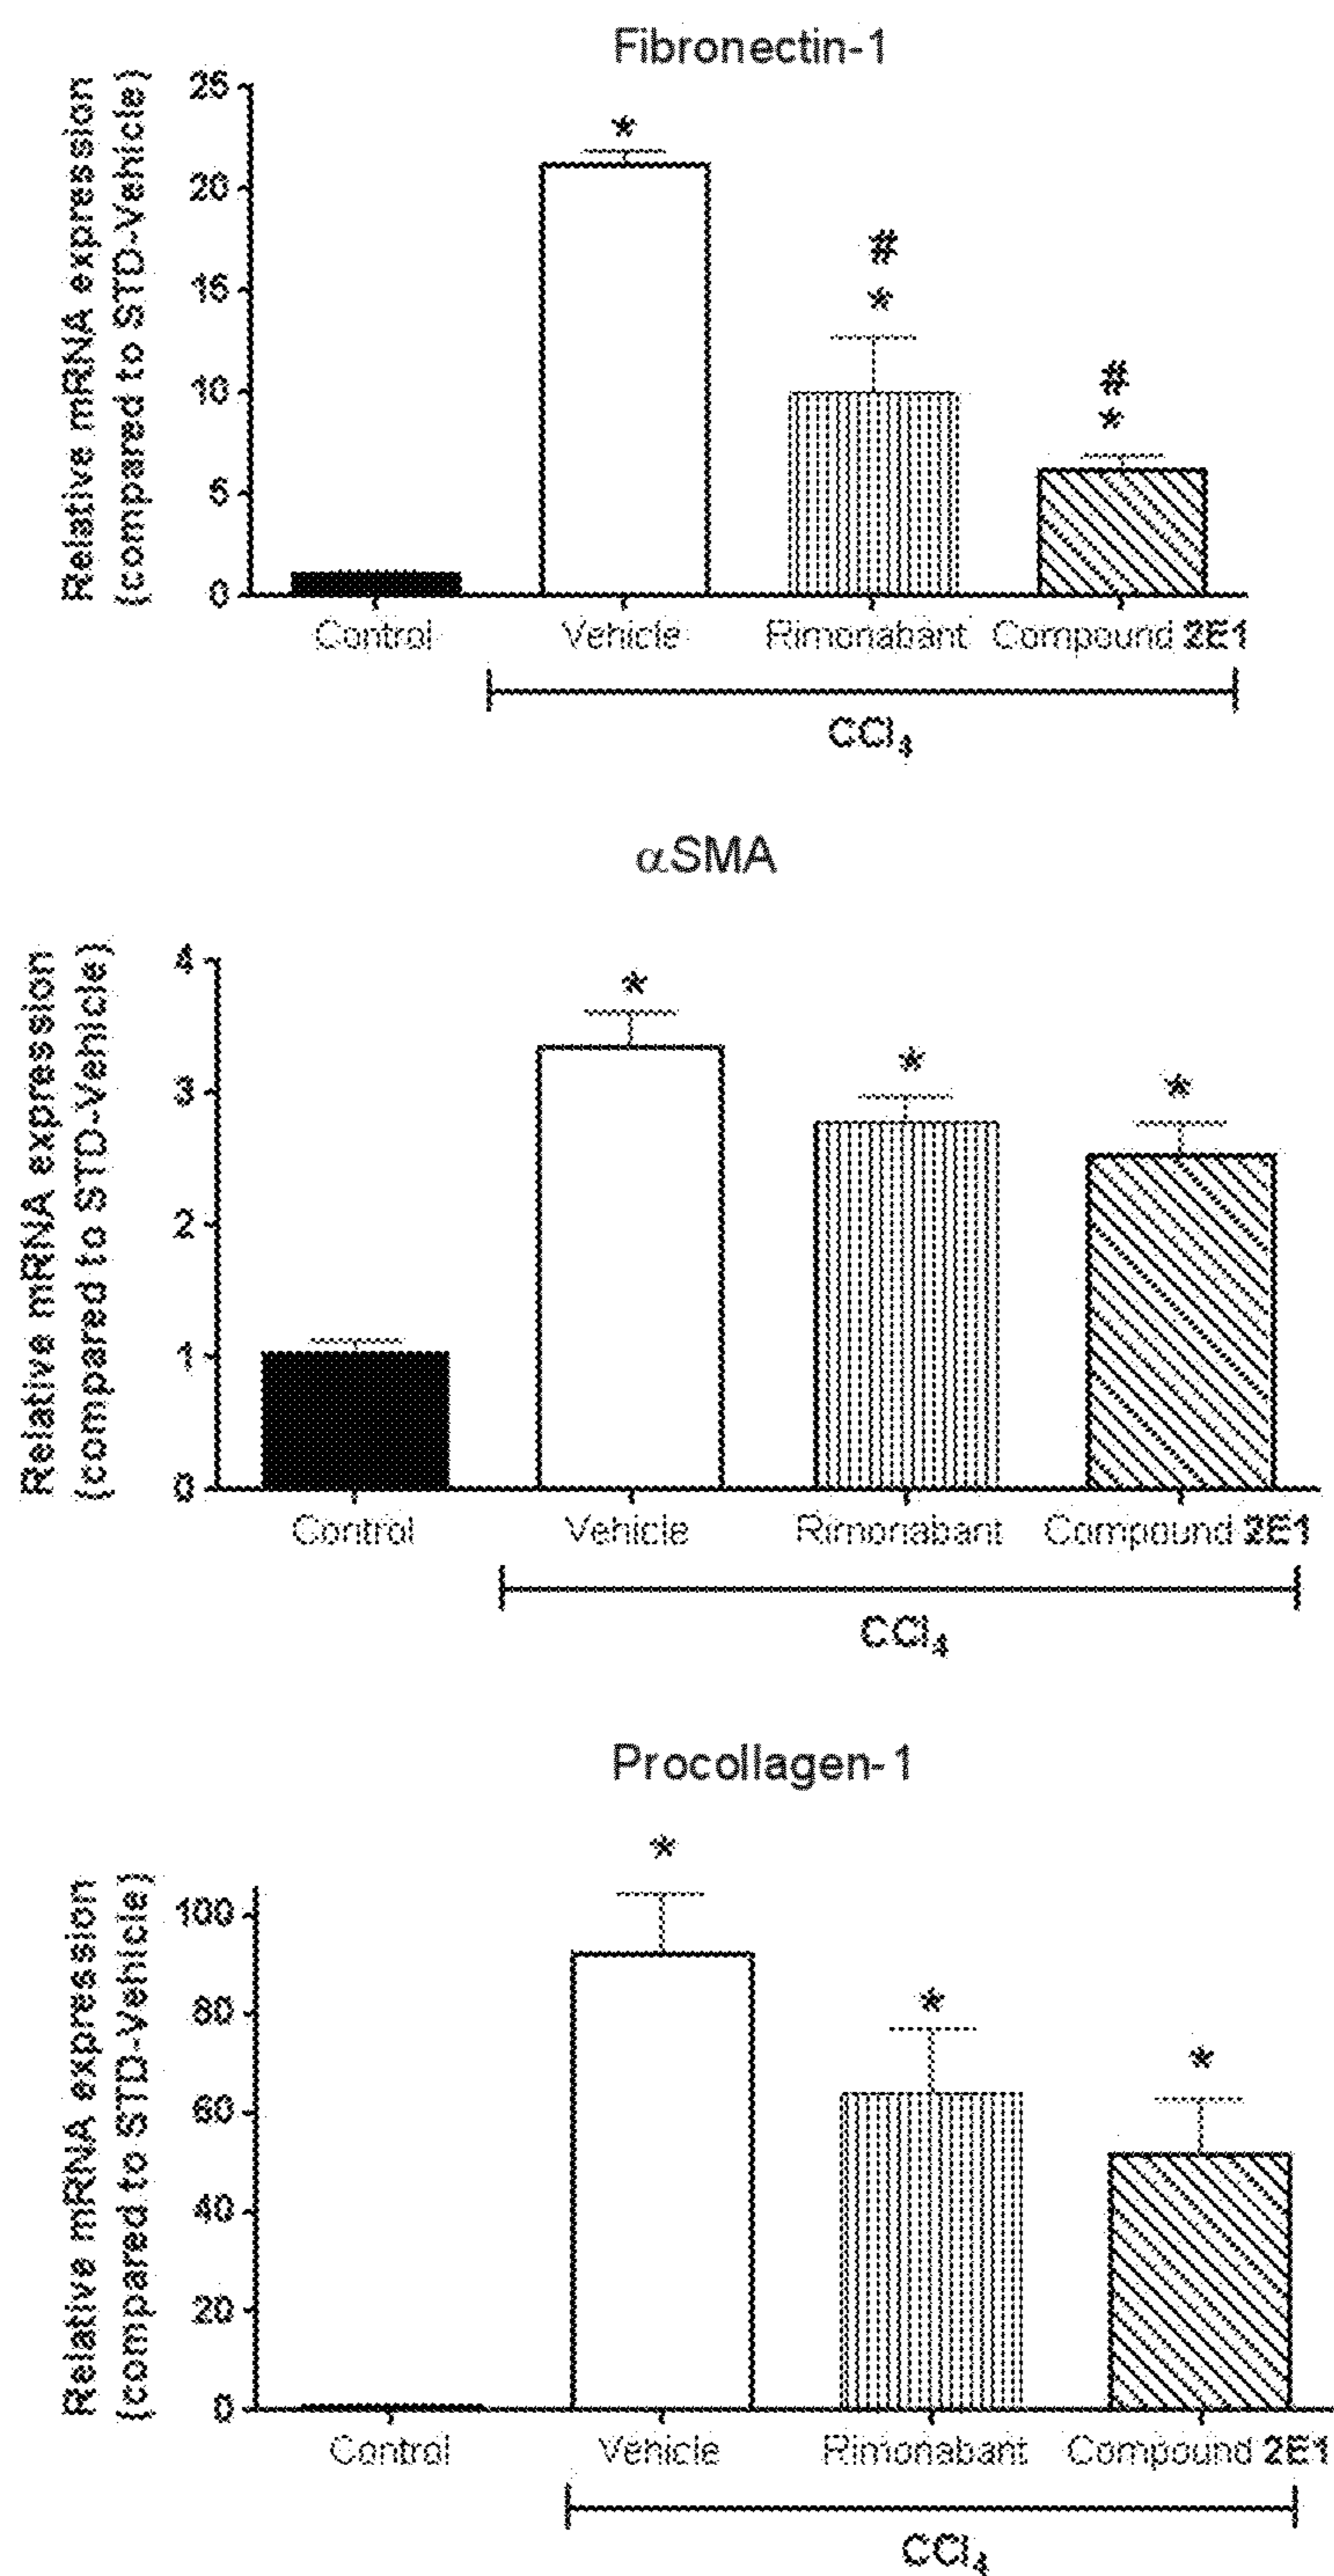 Fibronectin-1
Relative mRNA expression
(compared to STD-Vehicle)
25
20
15
10
5
0
*
#
*
#
*
Control Vehicle Rimonabant Compound 2E1
CCl₄
αSMA
Relative mRNA expression
(compared to STD-Vehicle)
4
3
2
1
0
*
*
*
Control Vehicle Rimonabant Compound 2E1
CCl₄
Procollagen-1
Relative mRNA expression
(compared to STD-Vehicle)
100
80
60
40
20
0
*
*
*
Control Vehicle Rimonabant Compound 2E1
CCl₄